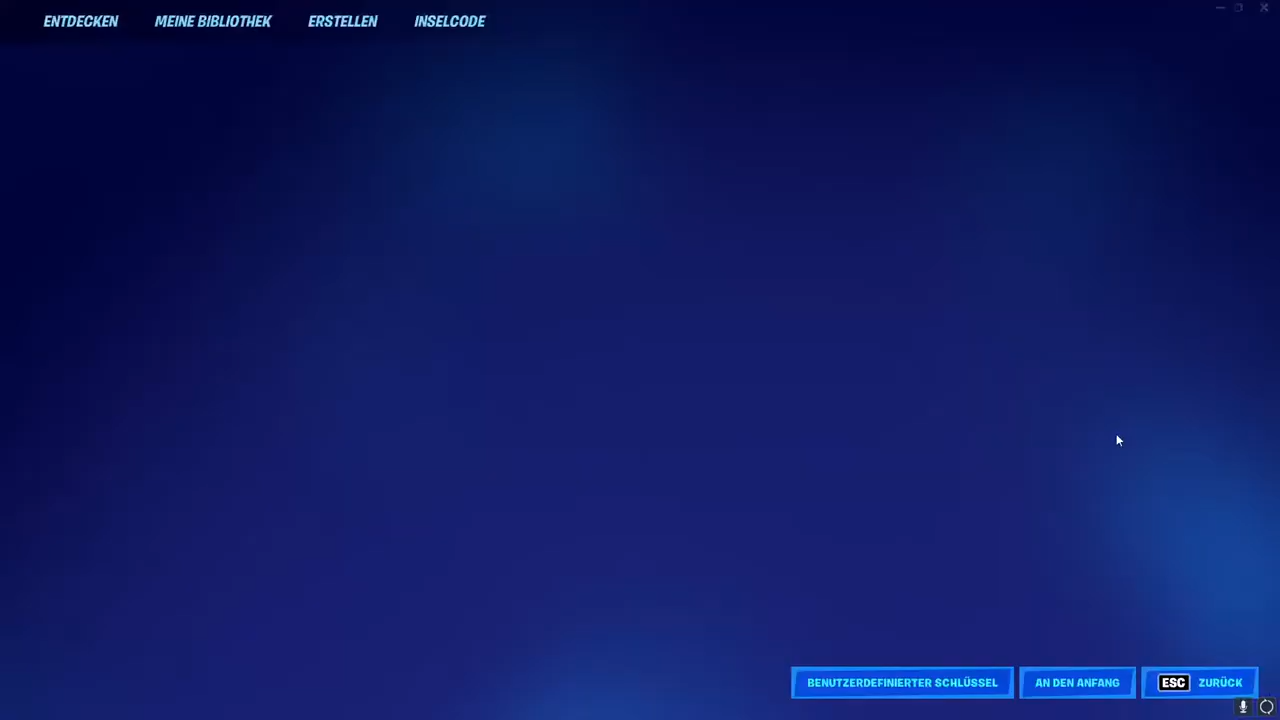 ENTDECKEN MEINE BIBLIOTHEK ERSTELLEN INSELCODE
BENUTZERDEFINIERTER SCHLÜSSEL AN DEN ANFANG ESC ZURÜCK